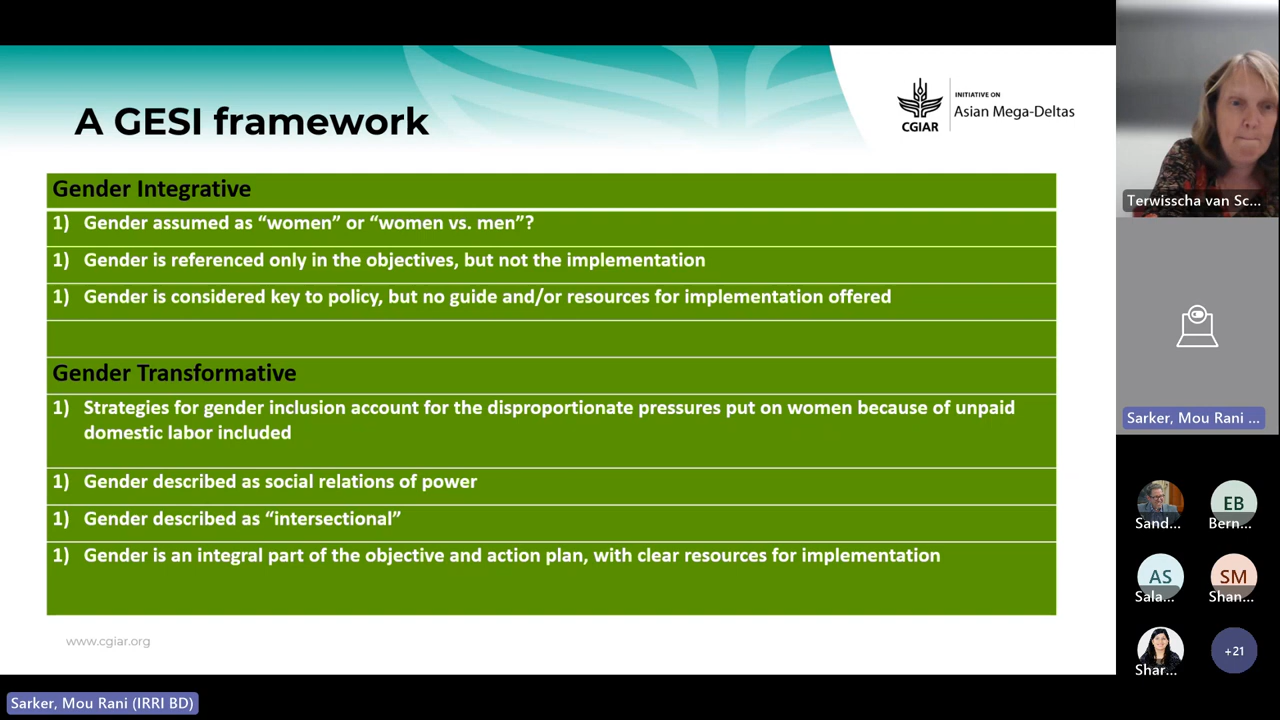 A GESI framework
CGIAR
INITIATIVE ON
Asian Mega-Deltas
Gender Integrative
1) Gender assumed as “women” or “women vs. men”?
1) Gender is referenced only in the objectives, but not the implementation
1) Gender is considered key to policy, but no guide and/or resources for implementation offered
Gender Transformative
1) Strategies for gender inclusion account for the disproportionate pressures put on women because of unpaid
domestic labor included
1) Gender described as social relations of power
1) Gender described as “intersectional”
1) Gender is an integral part of the objective and action plan, with clear resources for implementation
www.cgiar.org
Sarker, Mou Rani (IRRI BD)
Terwisscha van Sc...
Sarker, Mou Rani ...
Sand...
EB
Bern...
AS
Sala...
SM
Shan...
Shar...
+21